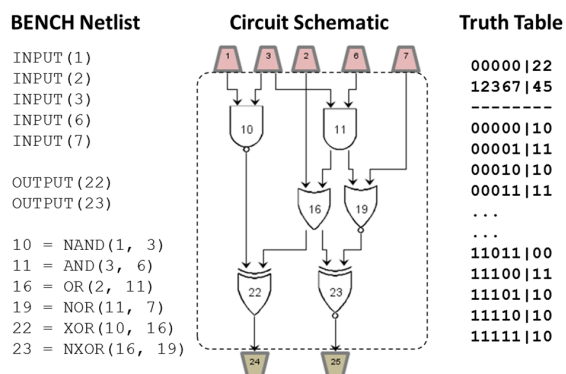 BENCH Netlist
INPUT(1)
INPUT(2)
INPUT(3)
INPUT(6)
INPUT(7)
OUTPUT(22)
OUTPUT(23)
10 = NAND(1, 3)
11 = AND(3, 6)
16 = OR(2, 11)
19 = NOR(11, 7)
22 = XOR(10, 16)
23 = NXOR(16, 19)
Circuit Schematic
1 3 2 6 7
10 11
16 19
22 23
24 25
Truth Table
00000|22
12367|45
--------
00000|10
00001|11
00010|10
00011|11
...
...
11011|00
11100|11
11101|10
11110|10
11111|10